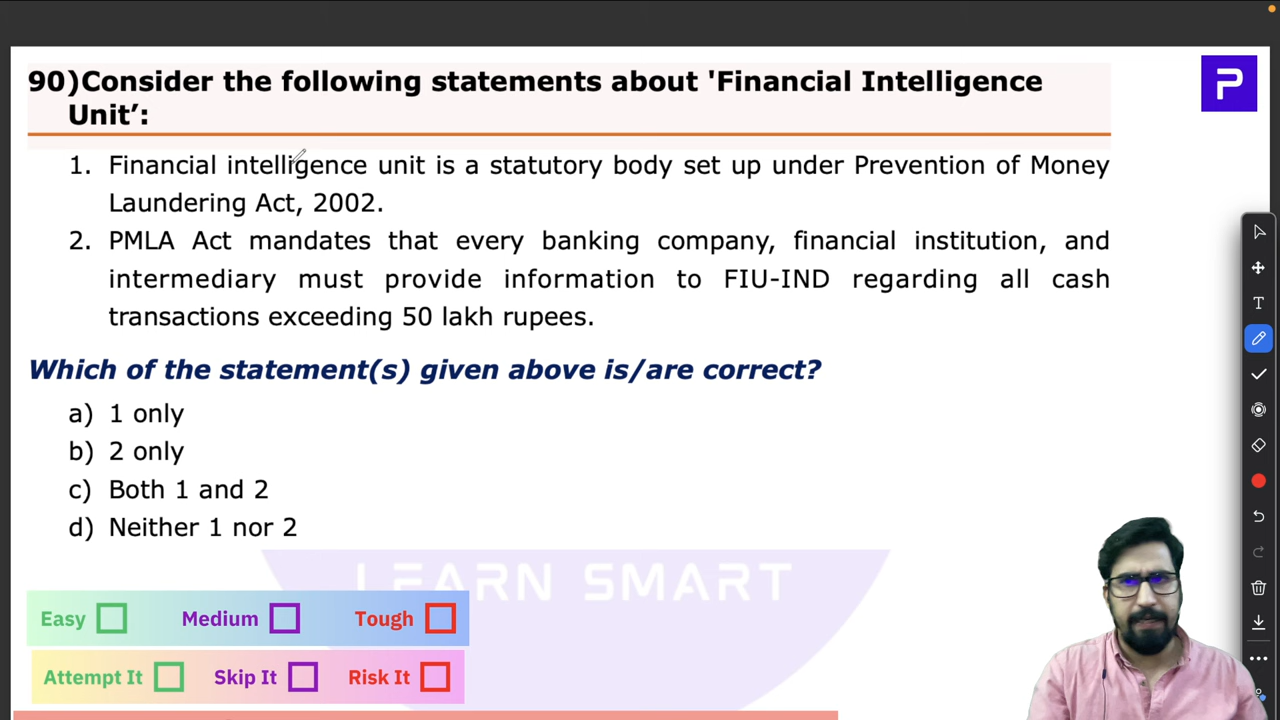 90)Consider the following statements about 'Financial Intelligence
Unit’:
1. Financial intelligence unit is a statutory body set up under Prevention of Money
Laundering Act, 2002.
2. PMLA Act mandates that every banking company, financial institution, and
intermediary must provide information to FIU-IND regarding all cash
transactions exceeding 50 lakh rupees.
Which of the statement(s) given above is/are correct?
a) 1 only
b) 2 only
c) Both 1 and 2
d) Neither 1 nor 2
LEARN SMART
Easy Medium Tough
Attempt It Skip It Risk It
P
T